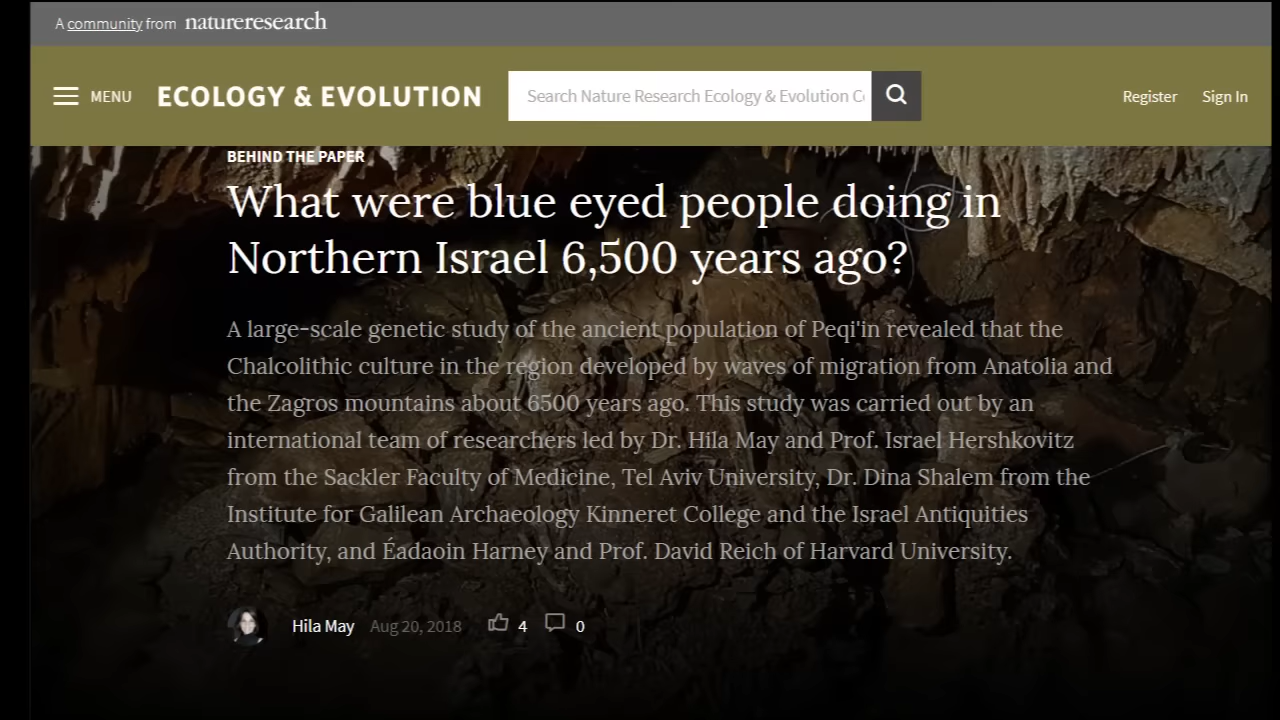 A community from natureresearch
MENU
ECOLOGY & EVOLUTION
Search Nature Research Ecology & Evolution Co
Register
Sign In
BEHIND THE PAPER
What were blue eyed people doing in
Northern Israel 6,500 years ago?
A large-scale genetic study of the ancient population of Peqi'in revealed that the
Chalcolithic culture in the region developed by waves of migration from Anatolia and
the Zagros mountains about 6500 years ago. This study was carried out by an
international team of researchers led by Dr. Hila May and Prof. Israel Hershkovitz
from the Sackler Faculty of Medicine, Tel Aviv University, Dr. Dina Shalem from the
Institute for Galilean Archaeology Kinneret College and the Israel Antiquities
Authority, and Éadaoin Harney and Prof. David Reich of Harvard University.
Hila May Aug 20, 2018 4 0